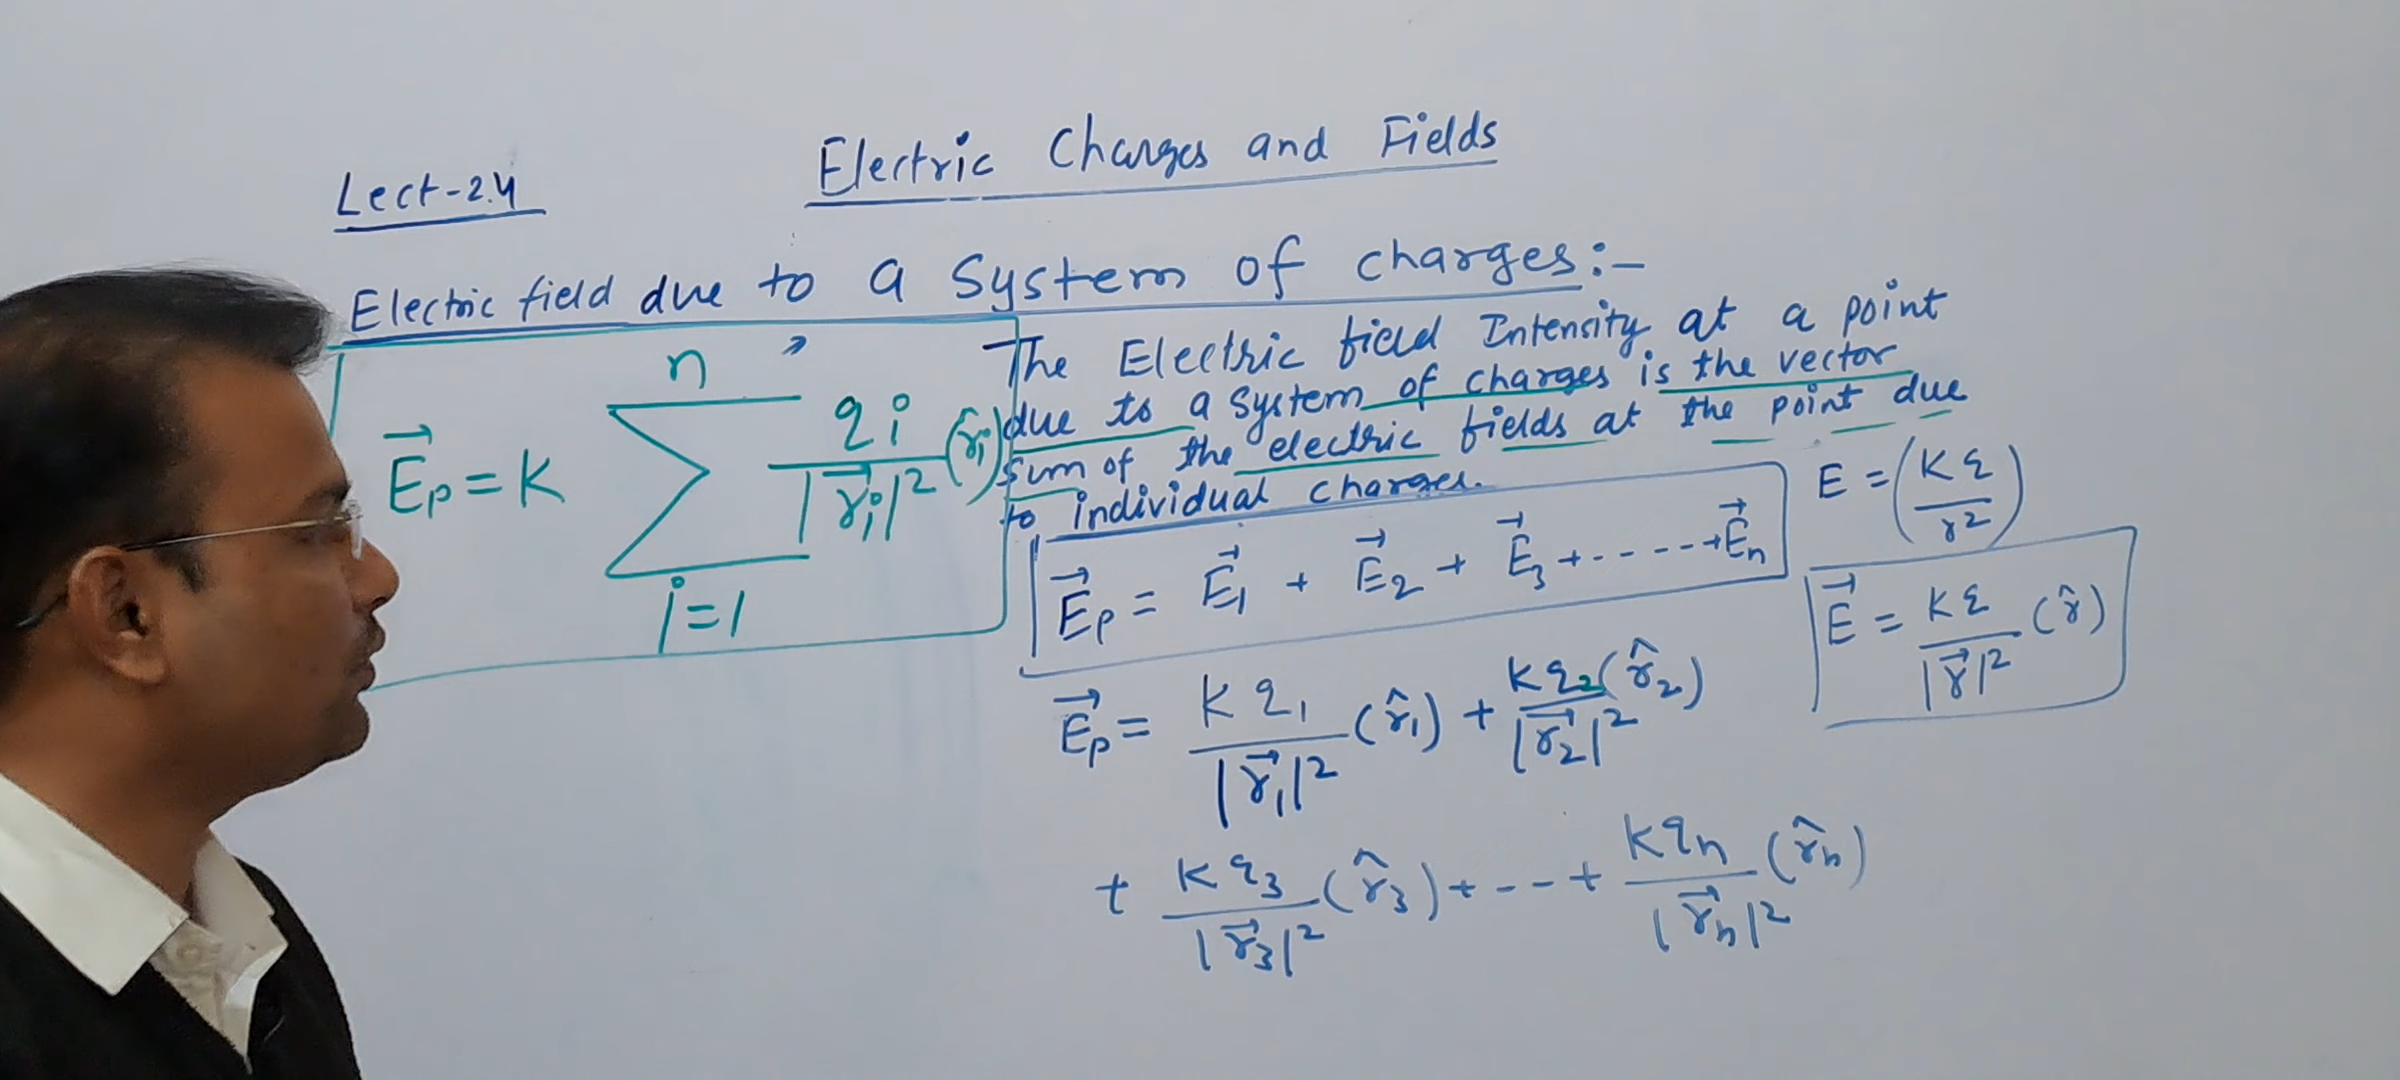 Electric Charges and Fields
Lect-2.4
Electric field due to a System of charges:-
The Electric field Intensity at a point
due to a system of charges is the vector
sum of the electric fields at the point due
to individual charges.
E⃗p = K Σ (i=1 to n) qi/|r⃗i|² (r̂i)
E = (Kq/r²)
E⃗p = E⃗1 + E⃗2 + E⃗3 + ----- + E⃗n
E⃗ = Kq/|r⃗|² (r̂)
E⃗p = Kq1/|r⃗1|² (r̂1) + Kq2/|r⃗2|² (r̂2)
+ Kq3/|r⃗3|² (r̂3) + --- + Kqn/|r⃗n|² (r̂n)